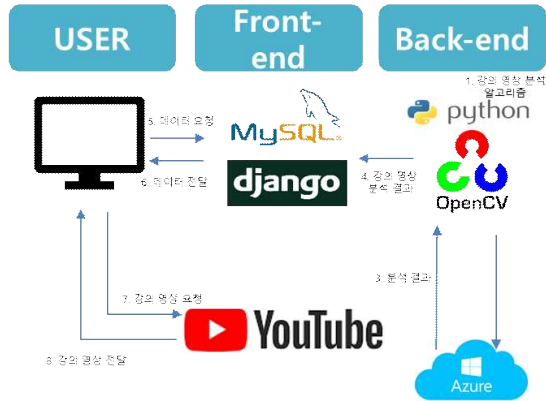 USER
Front-
end
Back-end
1. 강의 영상 분석
알고리즘
python
5. 데이터 요청
MySQL®
6. 데이터 전달
django
4. 강의 영상
분석 결과
OpenCV
3. 분석 결과
7. 강의 영상 요청
YouTube
8. 강의 영상 전달
Azure